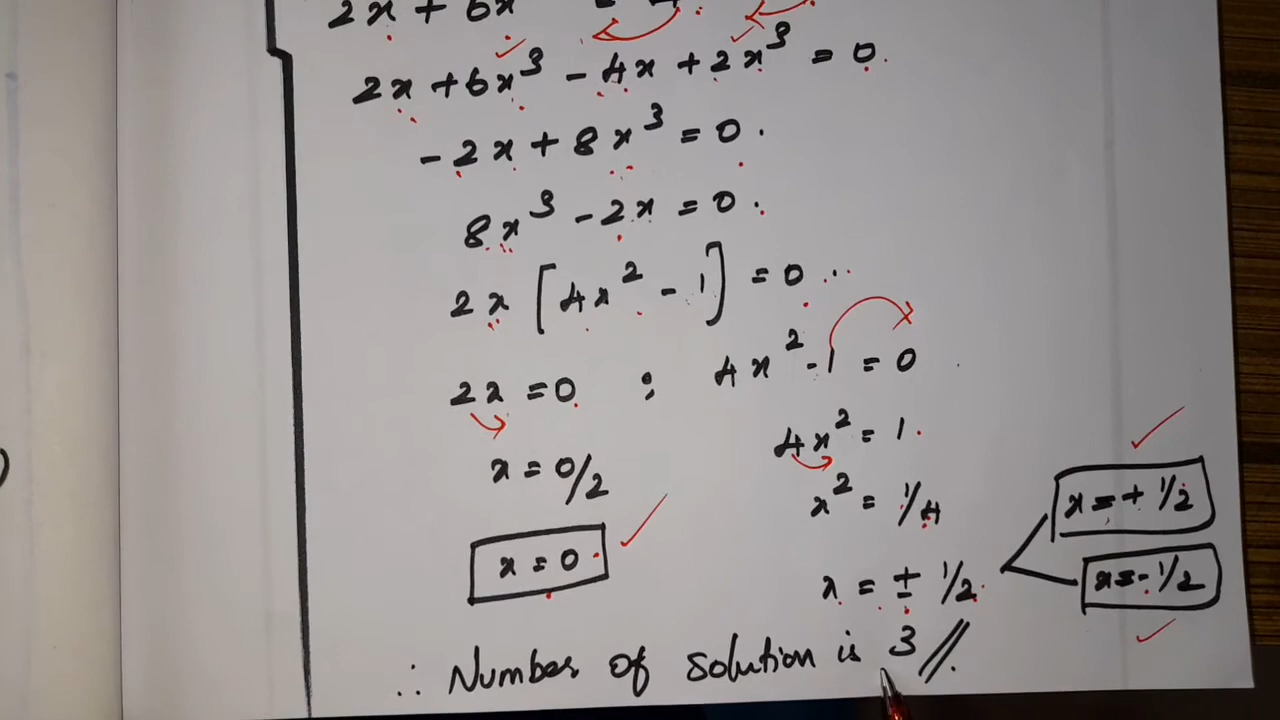 2x + 6x
2x + 6x³ - 4x + 2x³ = 0.
- 2x + 8x³ = 0.
8x³ - 2x = 0.
2x [4x² - 1] = 0
2x = 0 ; 4x² - 1 = 0
4x² = 1
x = 0/2 x² = 1/4
x = + 1/2
x = 0
x = ± 1/2 x = - 1/2
∴ Number of solution is 3 //.